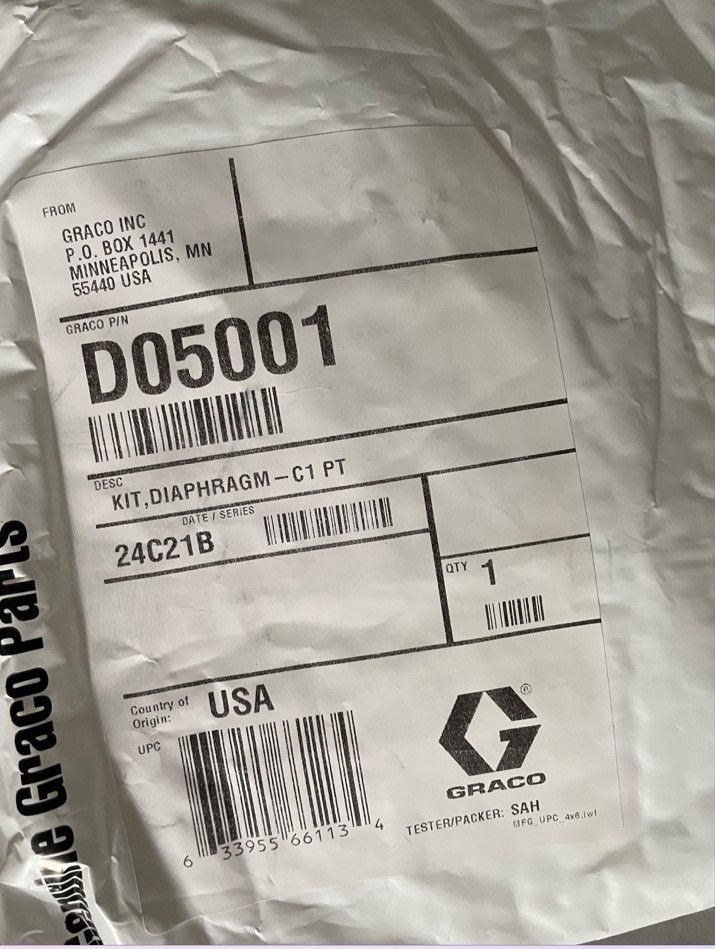 FROM
GRACO INC
P.O. BOX 1441
MINNEAPOLIS, MN
55440 USA
GRACO P/N
D05001
DESC
KIT,DIAPHRAGM – C1 PT
DATE / SERIES
24C21B
QTY 1
Country of
Origin:
USA
UPC
6 33955 66113 4
®
GRACO
TESTER/PACKER: SAH
MFG_UPC_4x6.lwl
Genuine Graco Parts